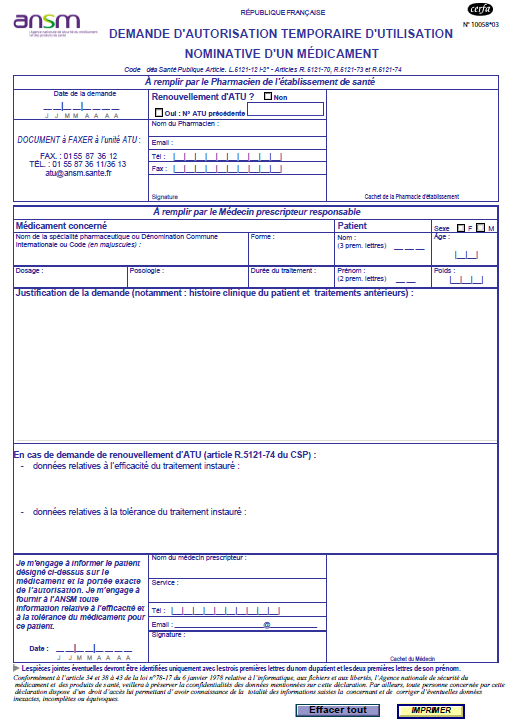 ansm
Agence nationale de sécurité du médicament
et des produits de santé
RÉPUBLIQUE FRANÇAISE
cerfa
N° 10058*03
DEMANDE D'AUTORISATION TEMPORAIRE D'UTILISATION
NOMINATIVE D'UN MÉDICAMENT
Code de la Santé Publique Article. L.5121-12 I-2° - Articles R. 5121-70, R.5121-73 et R.5121-74
À remplir par le Pharmacien de l'établissement de santé
Date de la demande
J J M M A A A A
Renouvellement d'ATU ? Non
Oui : N° ATU précédente
DOCUMENT à FAXER à l'unité ATU :
FAX. : 01 55 87 36 12
TÉL. : 01 55 87 36 11/36 13
atu@ansm.sante.fr
Nom du Pharmacien :
Email :
Tél :
Fax :
Signature
Cachet de la Pharmacie d'établissement
À remplir par le Médecin prescripteur responsable
Médicament concerné
Patient
Sexe F M
Nom de la spécialité pharmaceutique ou Dénomination Commune
Internationale ou Code (en majuscules) :
Forme :
Nom :
(3 prem. lettres)
Age :
Dosage :
Posologie :
Durée du traitement :
Prénom :
(2 prem. lettres)
Poids :
Justification de la demande (notamment : histoire clinique du patient et traitements antérieurs) :
En cas de demande de renouvellement d'ATU (article R.5121-74 du CSP) :
- données relatives à l'efficacité du traitement instauré :
- données relatives à la tolérance du traitement instauré :
Je m'engage à informer le patient
désigné ci-dessus sur le
médicament et la portée exacte
de l'autorisation. Je m'engage à
fournir à l'ANSM toute
information relative à l'efficacité et
à la tolérance du médicament pour
ce patient.
Date :
J J M M A A A A
Nom du médecin prescripteur :
Service :
Tél :
Email : @
Signature :
Cachet du Médecin
Les pièces jointes éventuelles devront être identifiées uniquement avec les trois premières lettres du nom du patient et les deux premières lettres de son prénom.
Conformément à l'article 34 et 38 à 43 de la loi n°78-17 du 6 janvier 1978 relative à l'informatique, aux fichiers et aux libertés, l'Agence nationale de sécurité du
médicament et des produits de santé, veillera à préserver la confidentialité des données mentionnées sur cette déclaration. Par ailleurs, toute personne concernée par cette
déclaration dispose d'un droit d'accès lui permettant d'avoir connaissance de la totalité des informations saisies la concernant et de corriger d'éventuelles données
inexactes, incomplètes ou équivoques.
Effacer tout
IMPRIMER